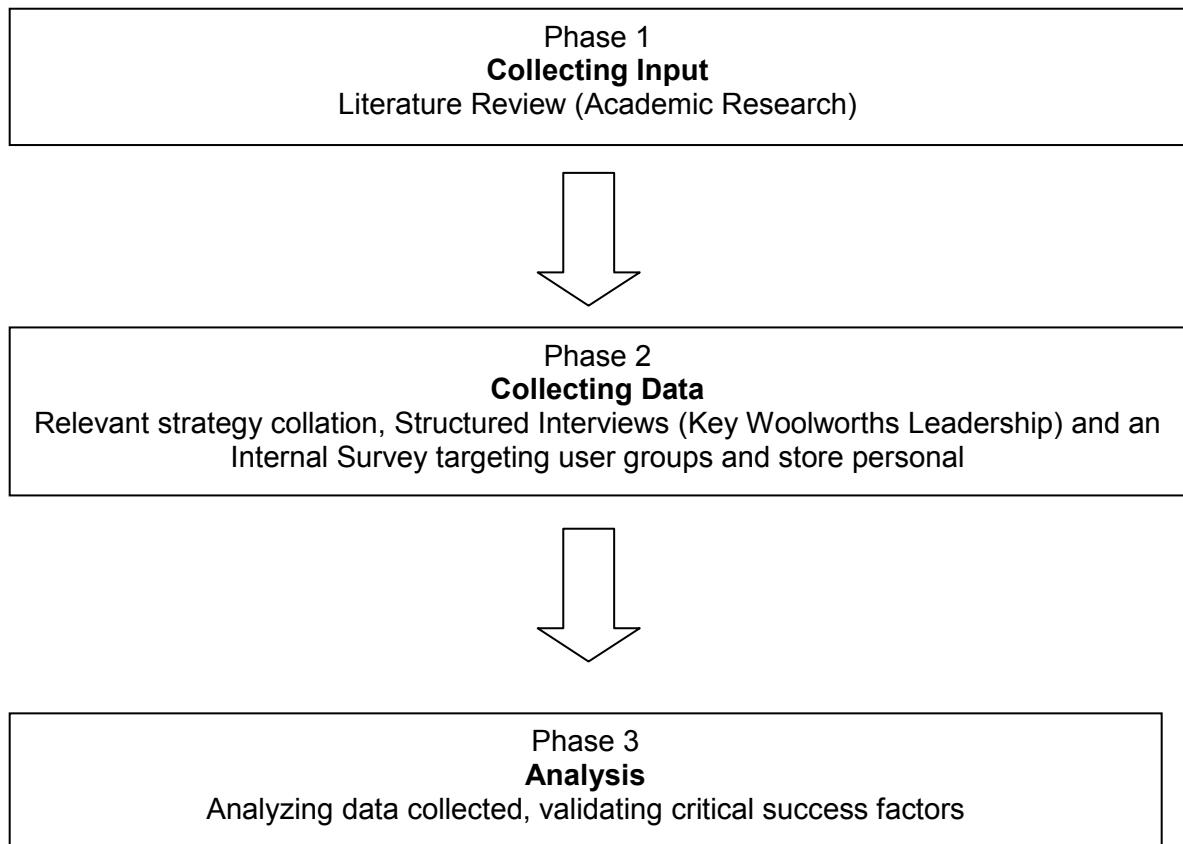 Phase 1
Collecting Input
Literature Review (Academic Research)
Phase 2
Collecting Data
Relevant strategy collation, Structured Interviews (Key Woolworths Leadership) and an
Internal Survey targeting user groups and store personal
Phase 3
Analysis
Analyzing data collected, validating critical success factors